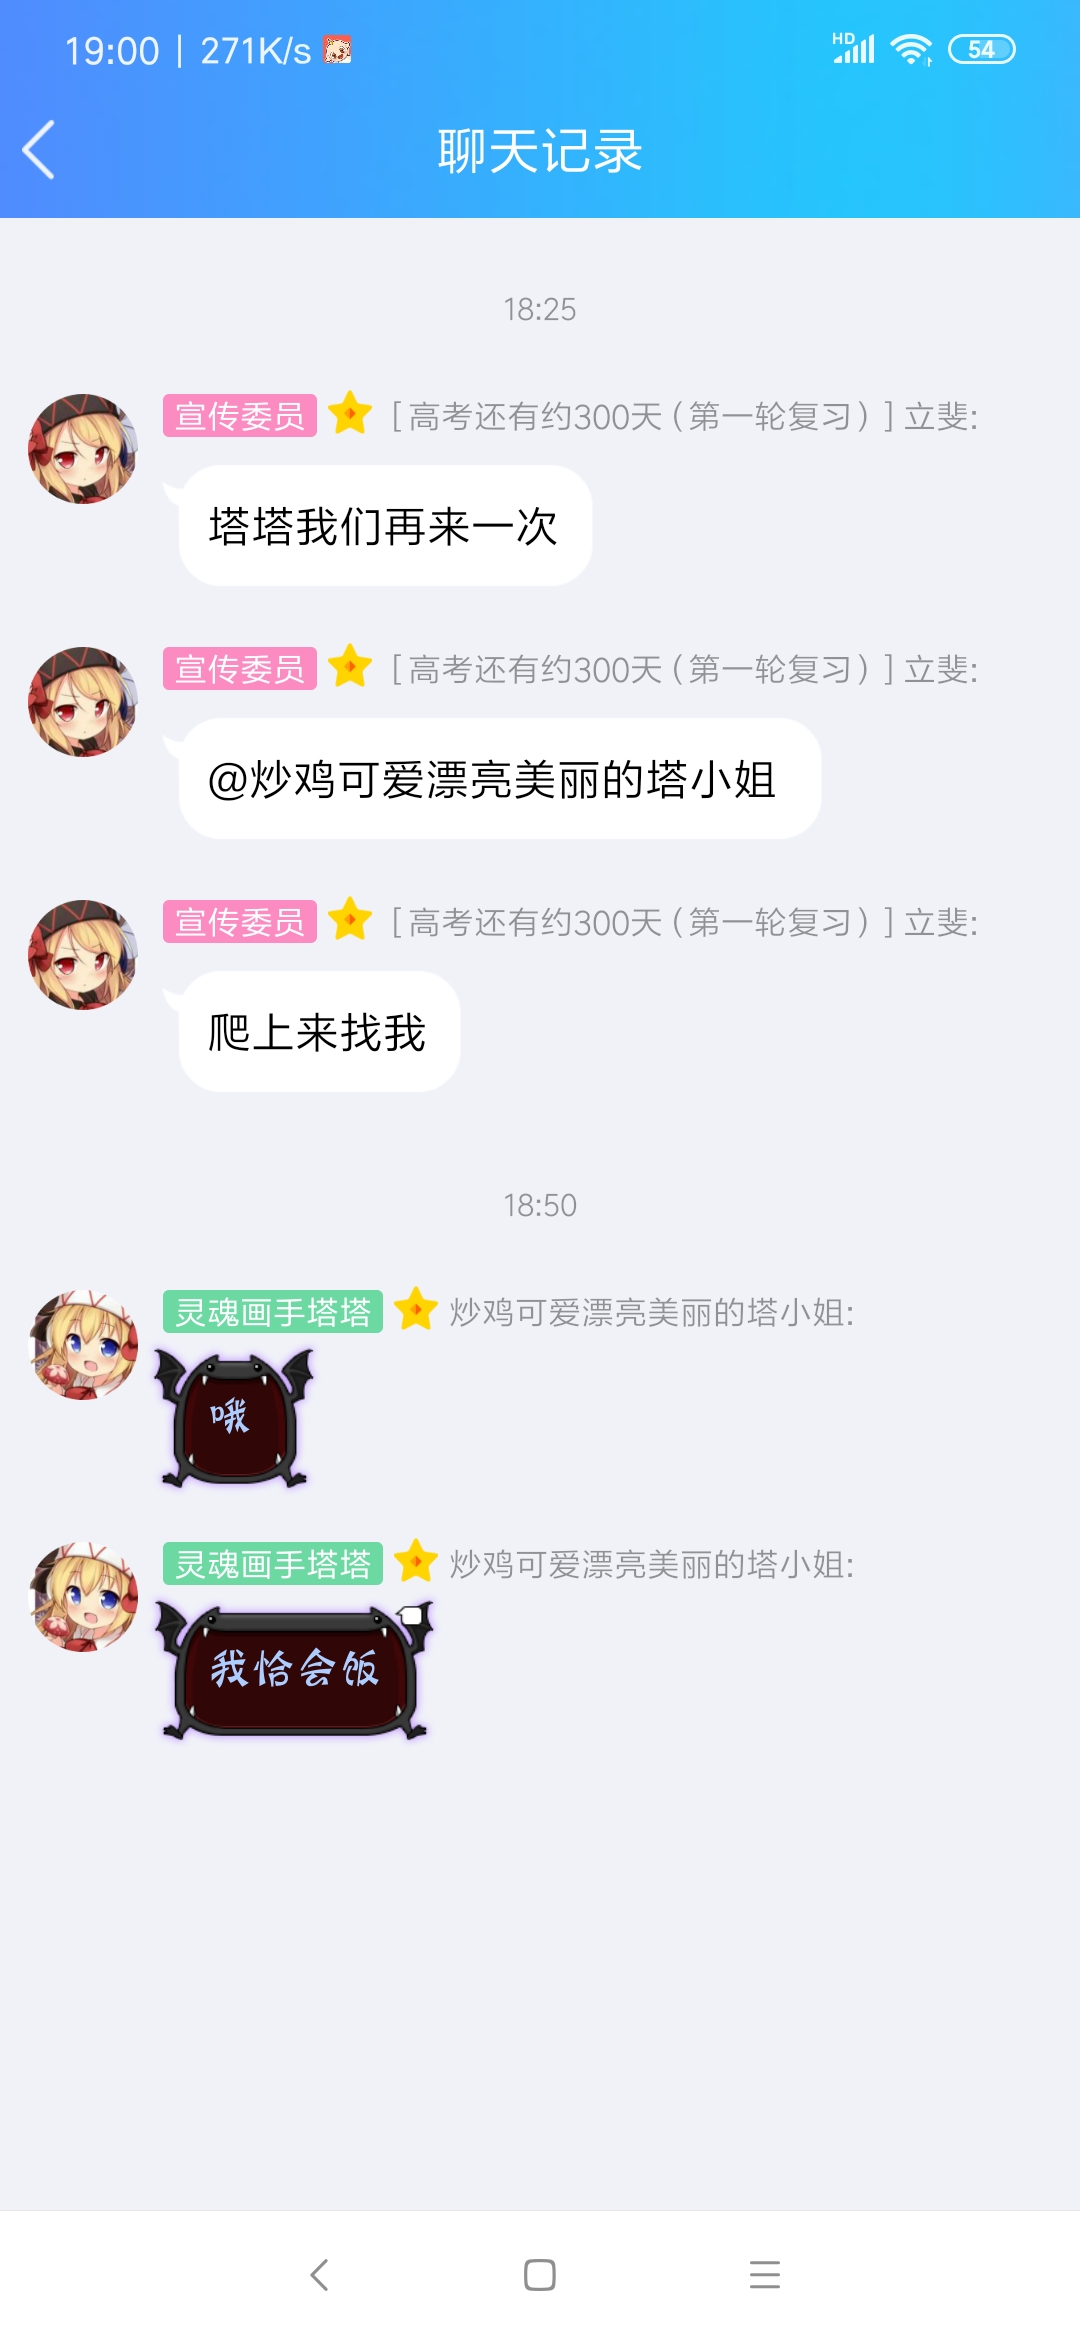 19:00 | 271K/s
HD
54
聊天记录
18:25
宣传委员 [高考还有约300天（第一轮复习）] 立斐:
塔塔我们再来一次
宣传委员 [高考还有约300天（第一轮复习）] 立斐:
@炒鸡可爱漂亮美丽的塔小姐
宣传委员 [高考还有约300天（第一轮复习）] 立斐:
爬上来找我
18:50
灵魂画手塔塔 炒鸡可爱漂亮美丽的塔小姐:
哦
灵魂画手塔塔 炒鸡可爱漂亮美丽的塔小姐:
我恰会饭